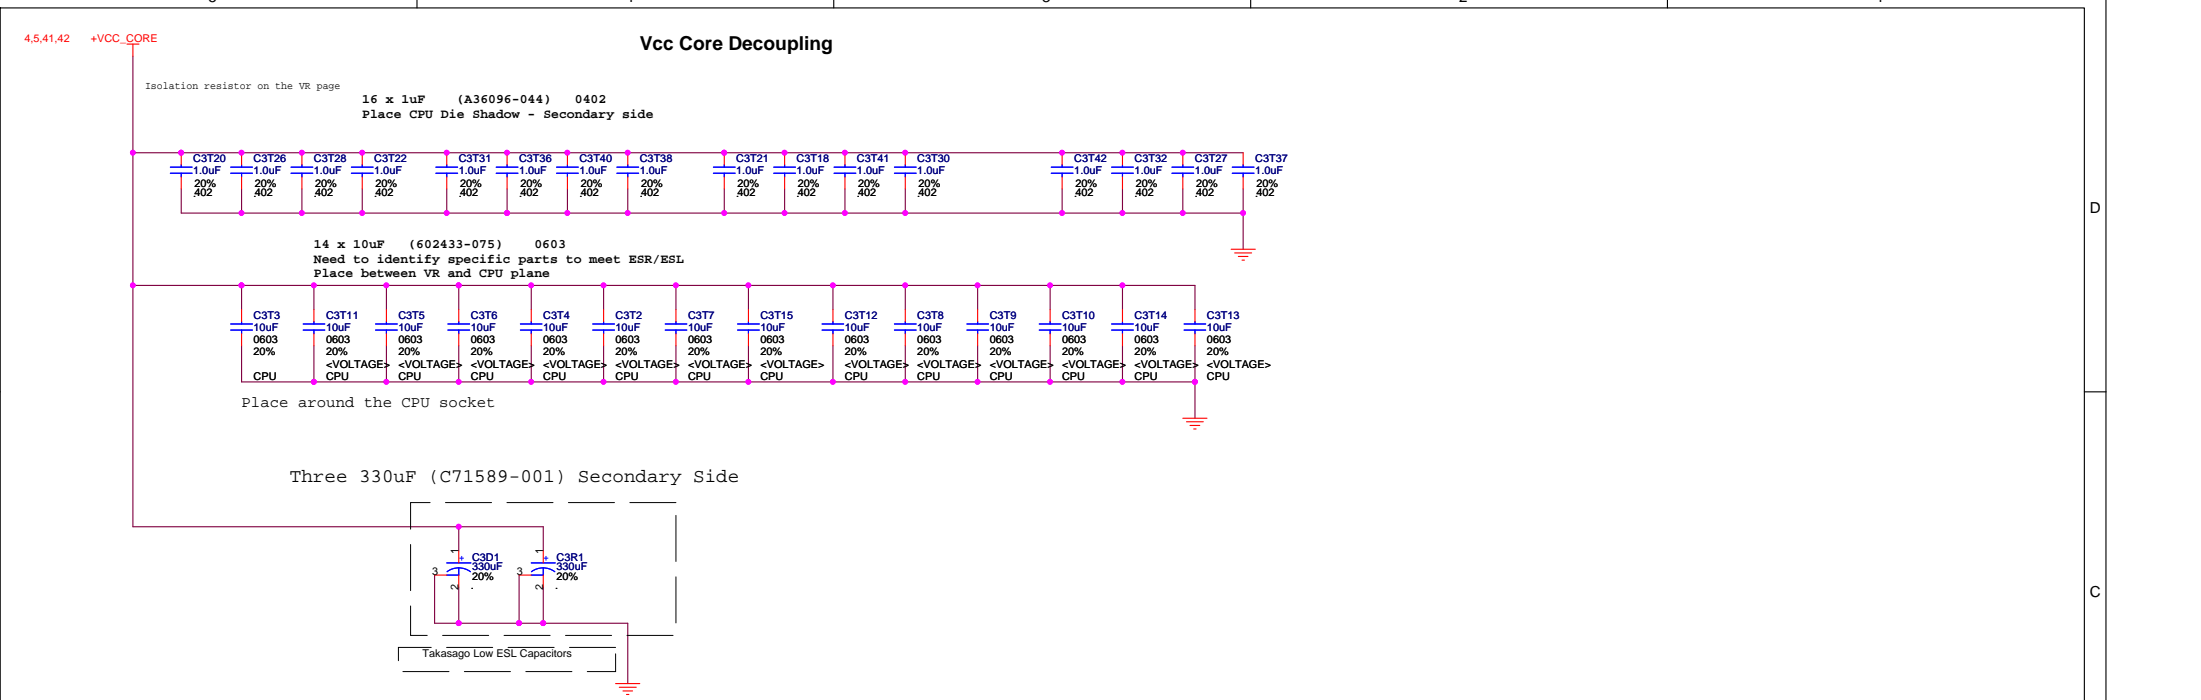 4,5,41,42 +VCC_CORE
Vcc Core Decoupling
Isolation resistor on the VR page
16 x 1uF (A36096-044) 0402
Place CPU Die Shadow - Secondary side
C3T20 C3T26 C3T28 C3T22 C3T31 C3T36 C3T40 C3T38 C3T21 C3T18 C3T41 C3T30 C3T42 C3T32 C3T27 C3T37
1.0uF 1.0uF 1.0uF 1.0uF 1.0uF 1.0uF 1.0uF 1.0uF 1.0uF 1.0uF 1.0uF 1.0uF 1.0uF 1.0uF 1.0uF 1.0uF
20% 20% 20% 20% 20% 20% 20% 20% 20% 20% 20% 20% 20% 20% 20% 20%
.402 .402 .402 .402 .402 .402 .402 .402 .402 .402 .402 .402 .402 .402 .402 .402
D
14 x 10uF (602433-075) 0603
Need to identify specific parts to meet ESR/ESL
Place between VR and CPU plane
C3T3 C3T11 C3T5 C3T6 C3T4 C3T2 C3T7 C3T15 C3T12 C3T8 C3T9 C3T10 C3T14 C3T13
10uF 10uF 10uF 10uF 10uF 10uF 10uF 10uF 10uF 10uF 10uF 10uF 10uF 10uF
0603 0603 0603 0603 0603 0603 0603 0603 0603 0603 0603 0603 0603 0603
20% 20% 20% 20% 20% 20% 20% 20% 20% 20% 20% 20% 20% 20%
<VOLTAGE> <VOLTAGE> <VOLTAGE> <VOLTAGE> <VOLTAGE> <VOLTAGE> <VOLTAGE> <VOLTAGE> <VOLTAGE> <VOLTAGE> <VOLTAGE> <VOLTAGE> <VOLTAGE>
CPU CPU CPU CPU CPU CPU CPU CPU CPU CPU CPU CPU CPU CPU
Place around the CPU socket
Three 330uF (C71589-001) Secondary Side
1 + C3D1 1 + C3R1
330uF 330uF
3 20% 3 20%
2 . 2 .
C
Takasago Low ESL Capacitors